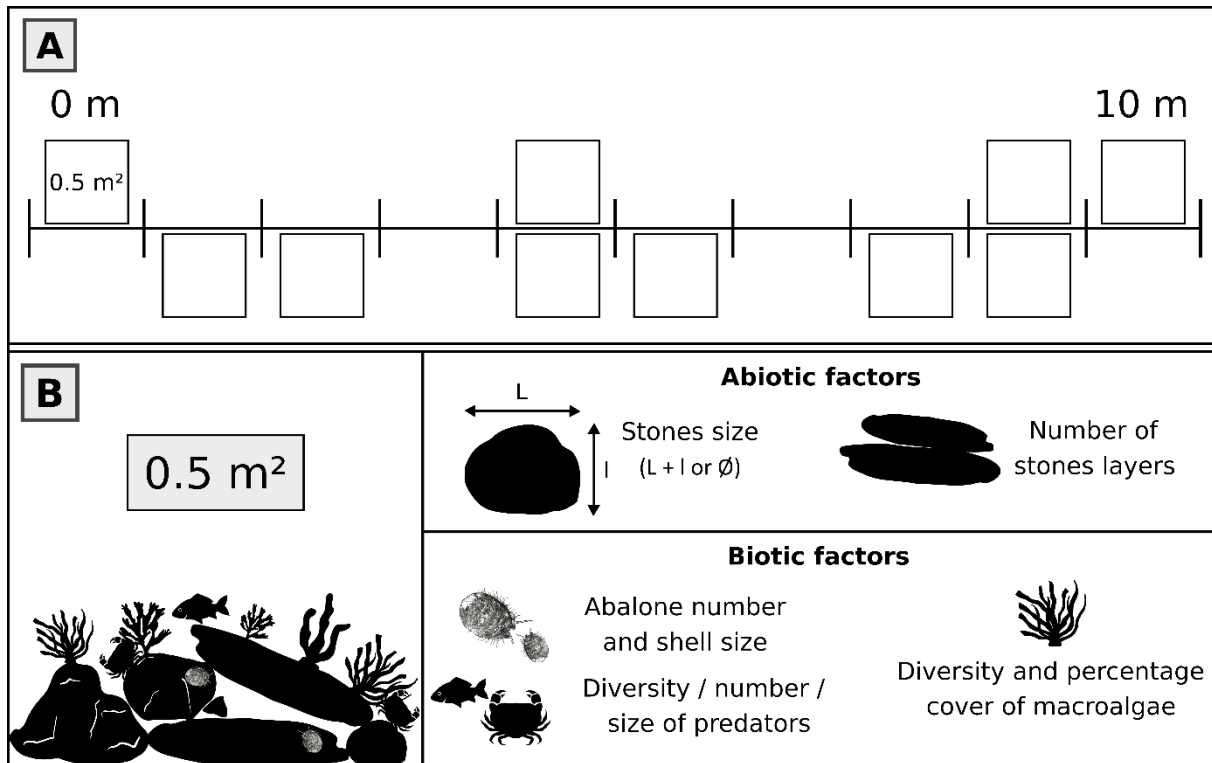 A
0 m
10 m
0.5 m²
B
0.5 m²
Abiotic factors
L
l
Stones size
(L + l or Ø)
Number of
stones layers
Biotic factors
Abalone number
and shell size
Diversity / number /
size of predators
Diversity and percentage
cover of macroalgae